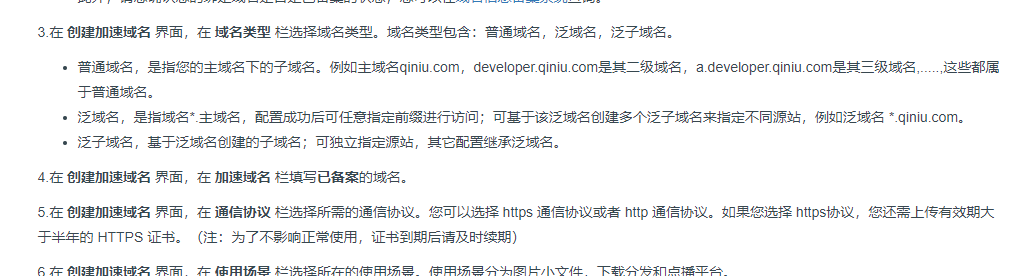 3.在 创建加速域名 界面，在 域名类型 栏选择域名类型。域名类型包含：普通域名，泛域名，泛子域名。
普通域名，是指您的主域名下的子域名。例如主域名qiniu.com，developer.qiniu.com是其二级域名，a.developer.qiniu.com是其三级域名,.....,这些都属
于普通域名。
泛域名，是指域名*.主域名，配置成功后可任意指定前缀进行访问；可基于该泛域名创建多个泛子域名来指定不同源站，例如泛域名 *.qiniu.com。
泛子域名，基于泛域名创建的子域名；可独立指定源站，其它配置继承泛域名。
4.在 创建加速域名 界面，在 加速域名 栏填写已备案的域名。
5.在 创建加速域名 界面，在 通信协议 栏选择所需的通信协议。您可以选择 https 通信协议或者 http 通信协议。如果您选择 https协议，您还需上传有效期大
于半年的 HTTPS 证书。（注：为了不影响正常使用，证书到期后请及时续期）
6.在 创建加速域名 界面，在 使用场景 栏选择所在的使用场景。使用场景分为图片小文件、下载分发和点播平台。